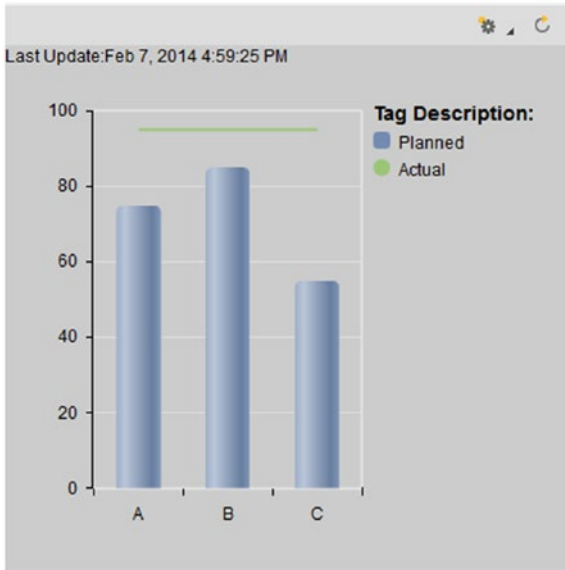 Last Update:Feb 7, 2014 4:59:25 PM
Tag Description:
Planned
Actual
100
80
60
40
20
0
A B C